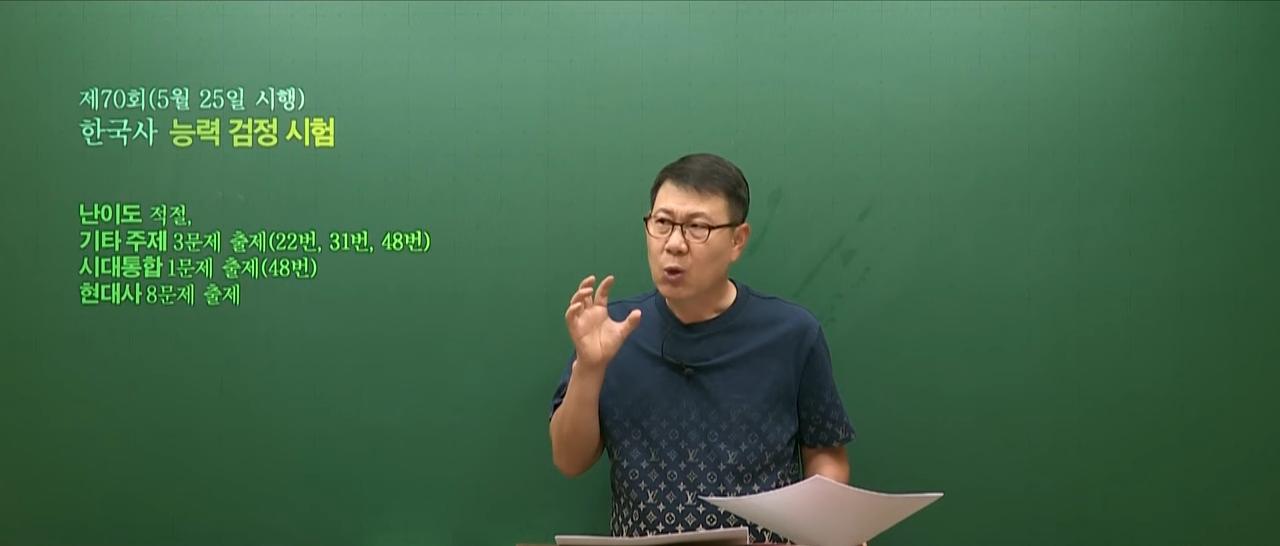 제70회(5월 25일 시행)
한국사 능력 검정 시험
난이도 적절,
기타 주제 3문제 출제(22번, 31번, 48번)
시대통합 1문제 출제(48번)
현대사 8문제 출제